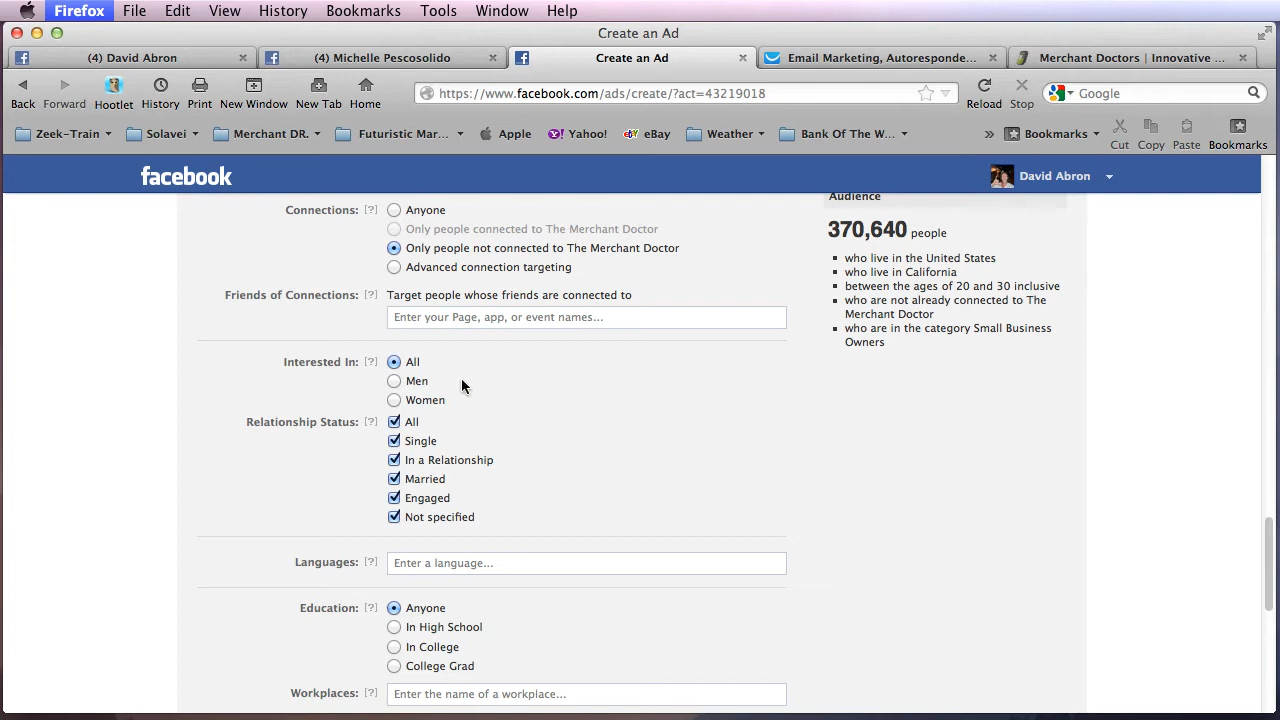 Firefox File Edit View History Bookmarks Tools Window Help
Create an Ad
(4) David Abron
(4) Michelle Pescosolido
Create an Ad
Email Marketing, Autoresponde...
Merchant Doctors | Innovative ...
Back Forward Hootlet History Print New Window New Tab Home
https://www.facebook.com/ads/create/?act=43219018
Reload Stop
Google
Zeek-Train Solavei Merchant DR. Futuristic Mar... Apple Yahoo! eBay Weather Bank Of The W... » Bookmarks Cut Copy Paste Bookmarks
facebook
David Abron
Connections: [?] Anyone
Only people connected to The Merchant Doctor
Only people not connected to The Merchant Doctor
Advanced connection targeting
Friends of Connections: [?] Target people whose friends are connected to
Enter your Page, app, or event names...
Interested In: [?] All
Men
Women
Relationship Status: [?] All
Single
In a Relationship
Married
Engaged
Not specified
Languages: [?] Enter a language...
Education: [?] Anyone
In High School
In College
College Grad
Workplaces: [?] Enter the name of a workplace...
Audience
370,640 people
who live in the United States
who live in California
between the ages of 20 and 30 inclusive
who are not already connected to The
Merchant Doctor
who are in the category Small Business
Owners